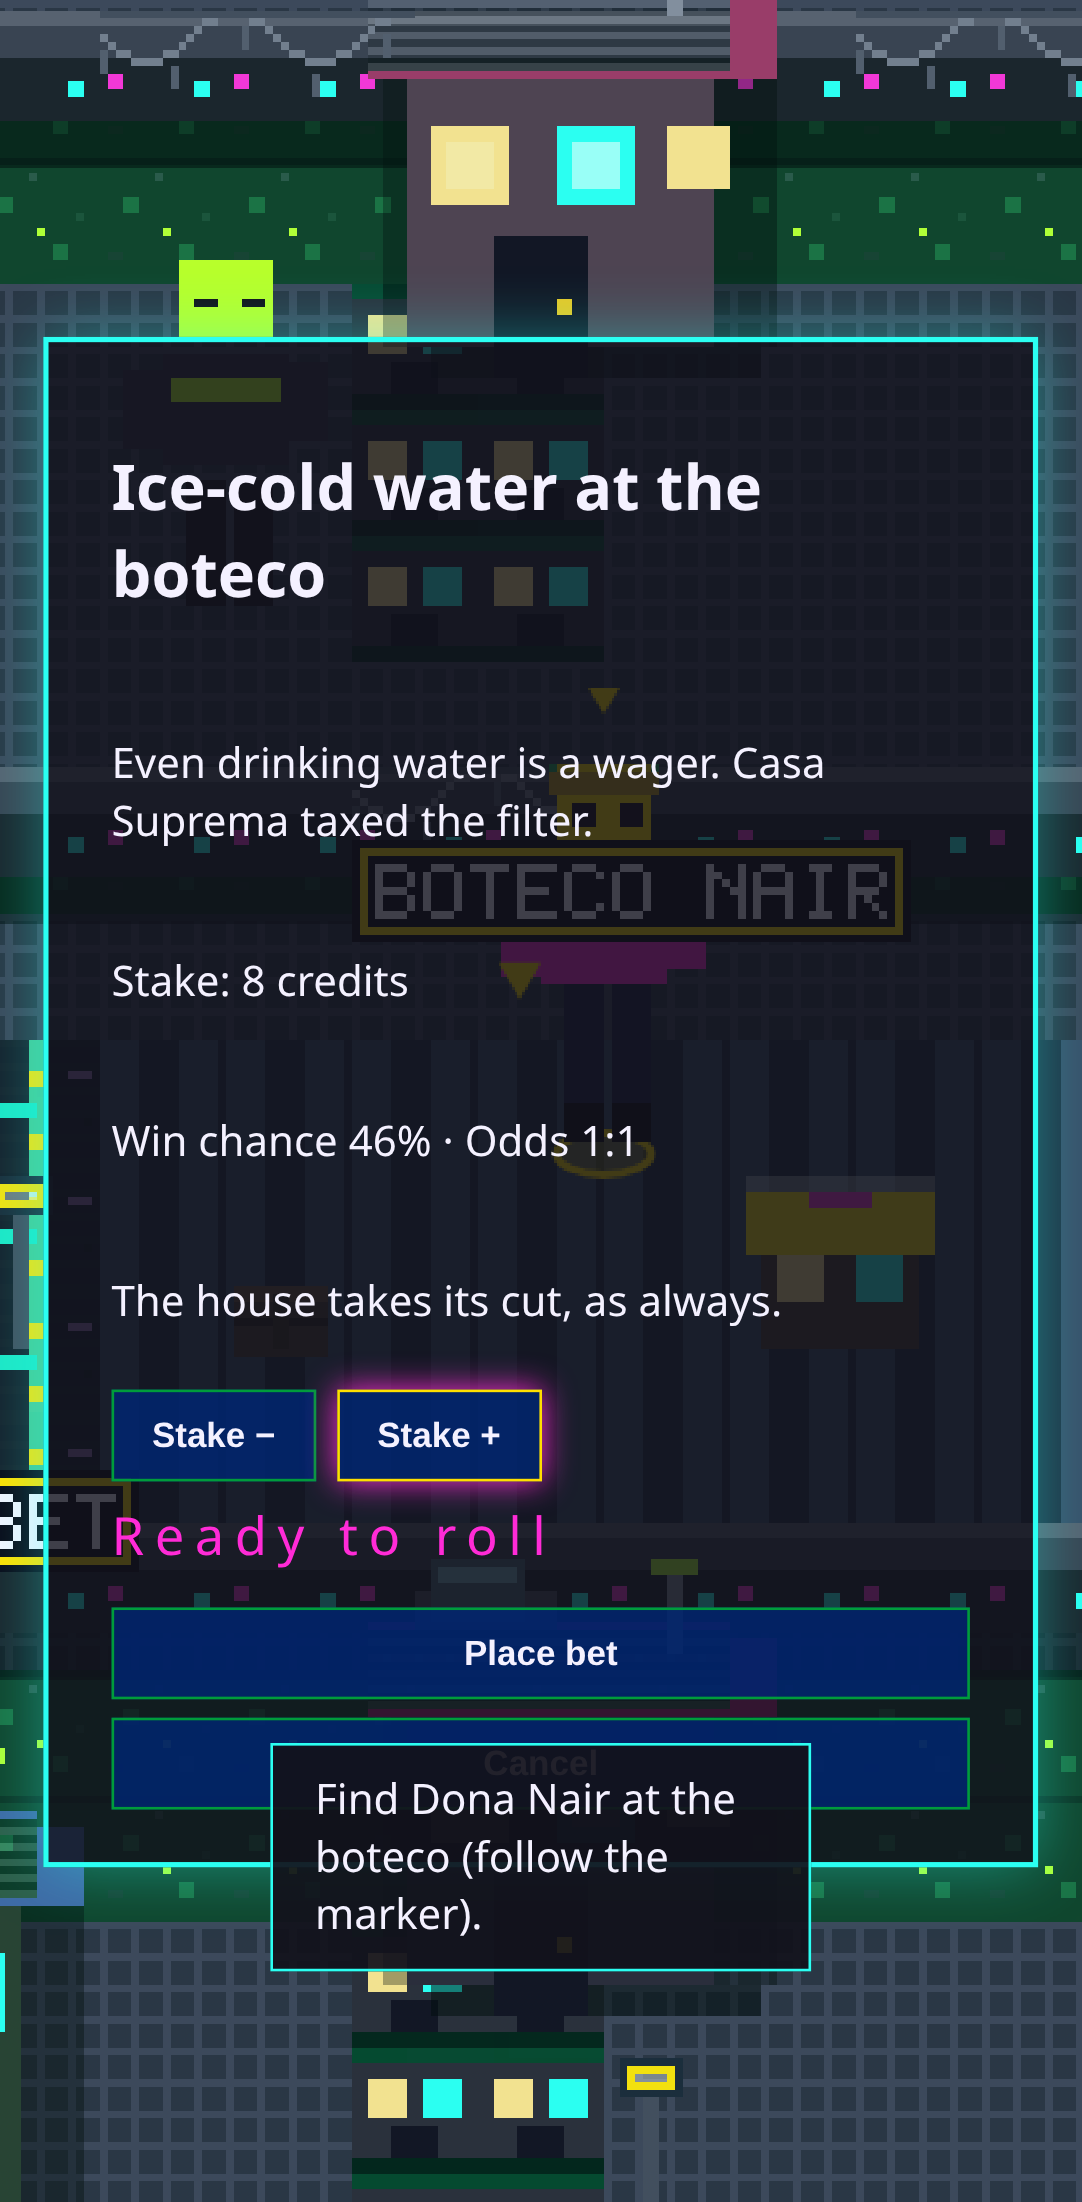 Ice-cold water at the
boteco
Even drinking water is a wager. Casa
Suprema taxed the filter.
BOTECO NAIR
Stake: 8 credits
Win chance 46% · Odds 1:1
The house takes its cut, as always.
Stake −
Stake +
BET
Ready to roll
Place bet
Cancel
Find Dona Nair at the
boteco (follow the
marker).